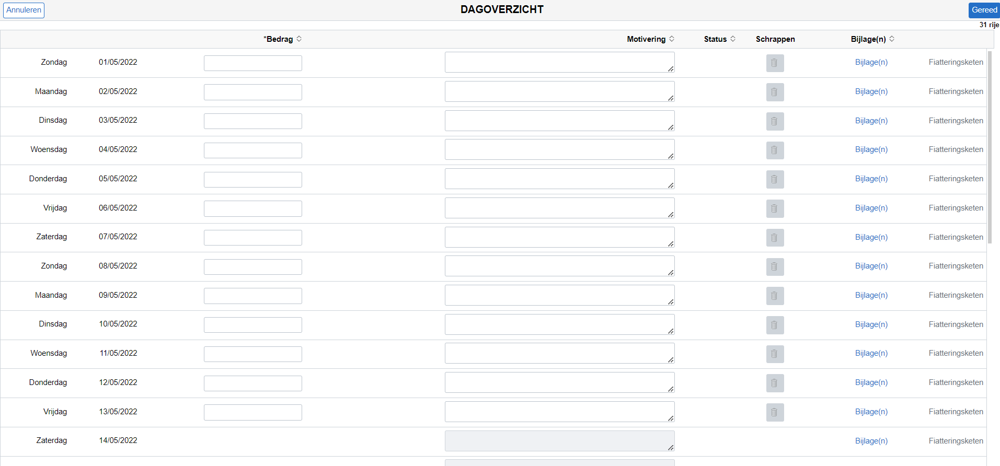 Annuleren DAGOVERZICHT Gereed
31 rije
*Bedrag Motivering Status Schrappen Bijlage(n)
Zondag 01/05/2022 Bijlage(n) Fiatteringsketen
Maandag 02/05/2022 Bijlage(n) Fiatteringsketen
Dinsdag 03/05/2022 Bijlage(n) Fiatteringsketen
Woensdag 04/05/2022 Bijlage(n) Fiatteringsketen
Donderdag 05/05/2022 Bijlage(n) Fiatteringsketen
Vrijdag 06/05/2022 Bijlage(n) Fiatteringsketen
Zaterdag 07/05/2022 Bijlage(n) Fiatteringsketen
Zondag 08/05/2022 Bijlage(n) Fiatteringsketen
Maandag 09/05/2022 Bijlage(n) Fiatteringsketen
Dinsdag 10/05/2022 Bijlage(n) Fiatteringsketen
Woensdag 11/05/2022 Bijlage(n) Fiatteringsketen
Donderdag 12/05/2022 Bijlage(n) Fiatteringsketen
Vrijdag 13/05/2022 Bijlage(n) Fiatteringsketen
Zaterdag 14/05/2022 Bijlage(n) Fiatteringsketen